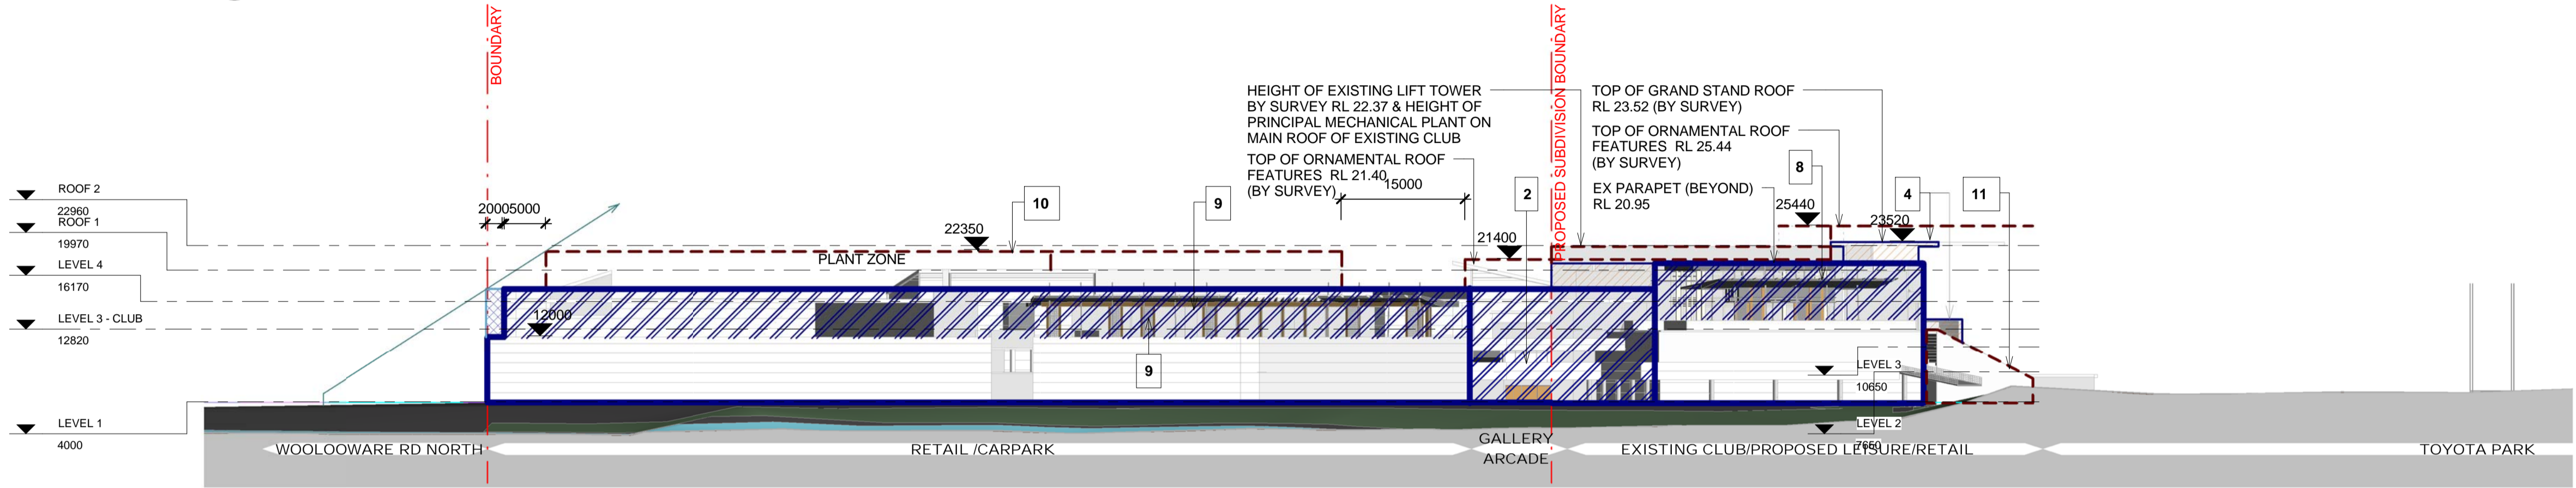 BOUNDARY
PROPOSED SUBDIVISION BOUNDARY
HEIGHT OF EXISTING LIFT TOWER
BY SURVEY RL 22.37 & HEIGHT OF
PRINCIPAL MECHANICAL PLANT ON
MAIN ROOF OF EXISTING CLUB
TOP OF ORNAMENTAL ROOF
FEATURES RL 21.40
(BY SURVEY)
15000
TOP OF GRAND STAND ROOF
RL 23.52 (BY SURVEY)
TOP OF ORNAMENTAL ROOF
FEATURES RL 25.44
(BY SURVEY)
EX PARAPET (BEYOND)
RL 20.95
8
2
4
11
10
9
25440
23520
21400
22350
2000
5000
ROOF 2
22960
ROOF 1
19970
LEVEL 4
16170
LEVEL 3 - CLUB
12820
LEVEL 1
4000
PLANT ZONE
12000
9
LEVEL 3
10650
LEVEL 2
7650
WOOLOOWARE RD NORTH
RETAIL /CARPARK
GALLERY
ARCADE
EXISTING CLUB/PROPOSED LEISURE/RETAIL
TOYOTA PARK